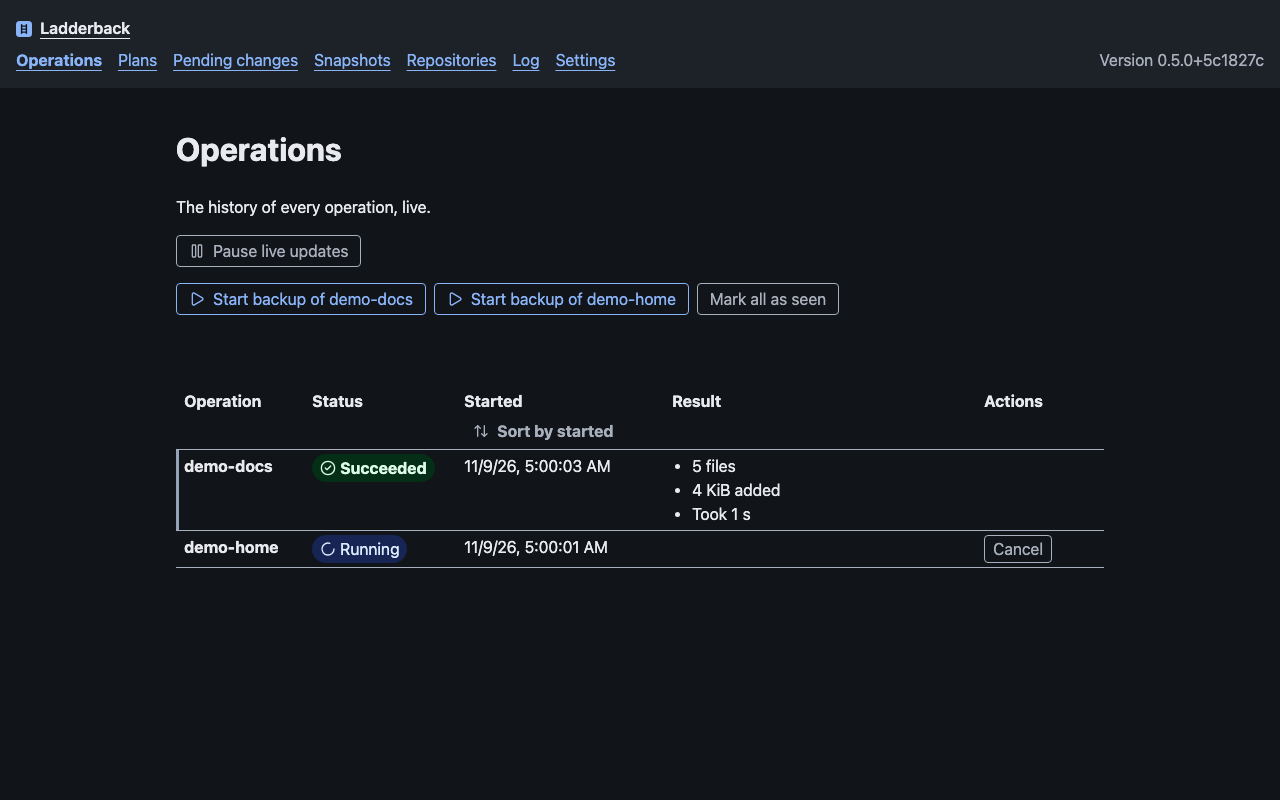 Ladderback
Operations Plans Pending changes Snapshots Repositories Log Settings Version 0.5.0+5c1827c
Operations
The history of every operation, live.
Pause live updates
Start backup of demo-docs Start backup of demo-home Mark all as seen
Operation Status Started Result Actions
Sort by started
demo-docs Succeeded 11/9/26, 5:00:03 AM • 5 files
• 4 KiB added
• Took 1 s
demo-home Running 11/9/26, 5:00:01 AM Cancel